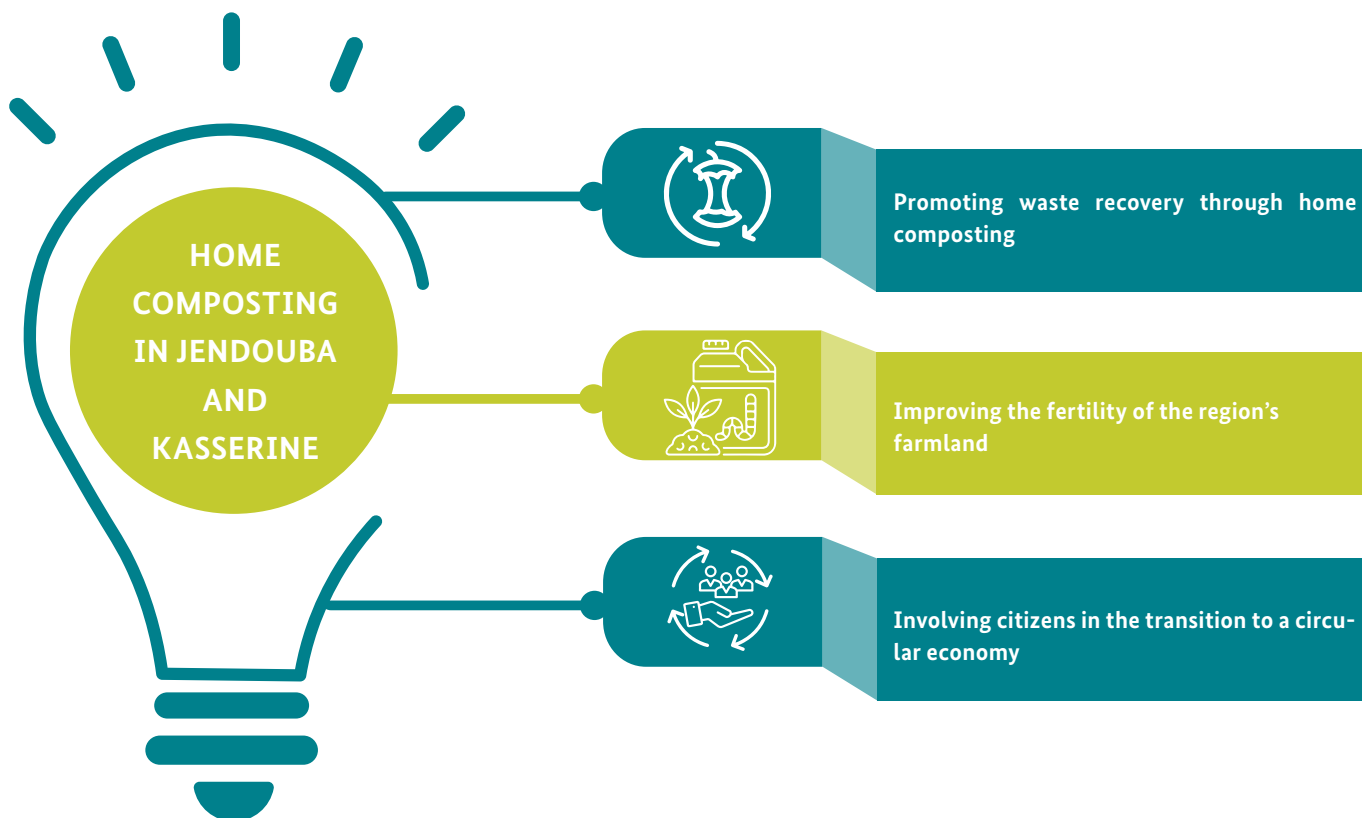 HOME
COMPOSTING
IN JENDOUBA
AND
KASSERINE
Promoting waste recovery through home
composting
Improving the fertility of the region's
farmland
Involving citizens in the transition to a circu-
lar economy